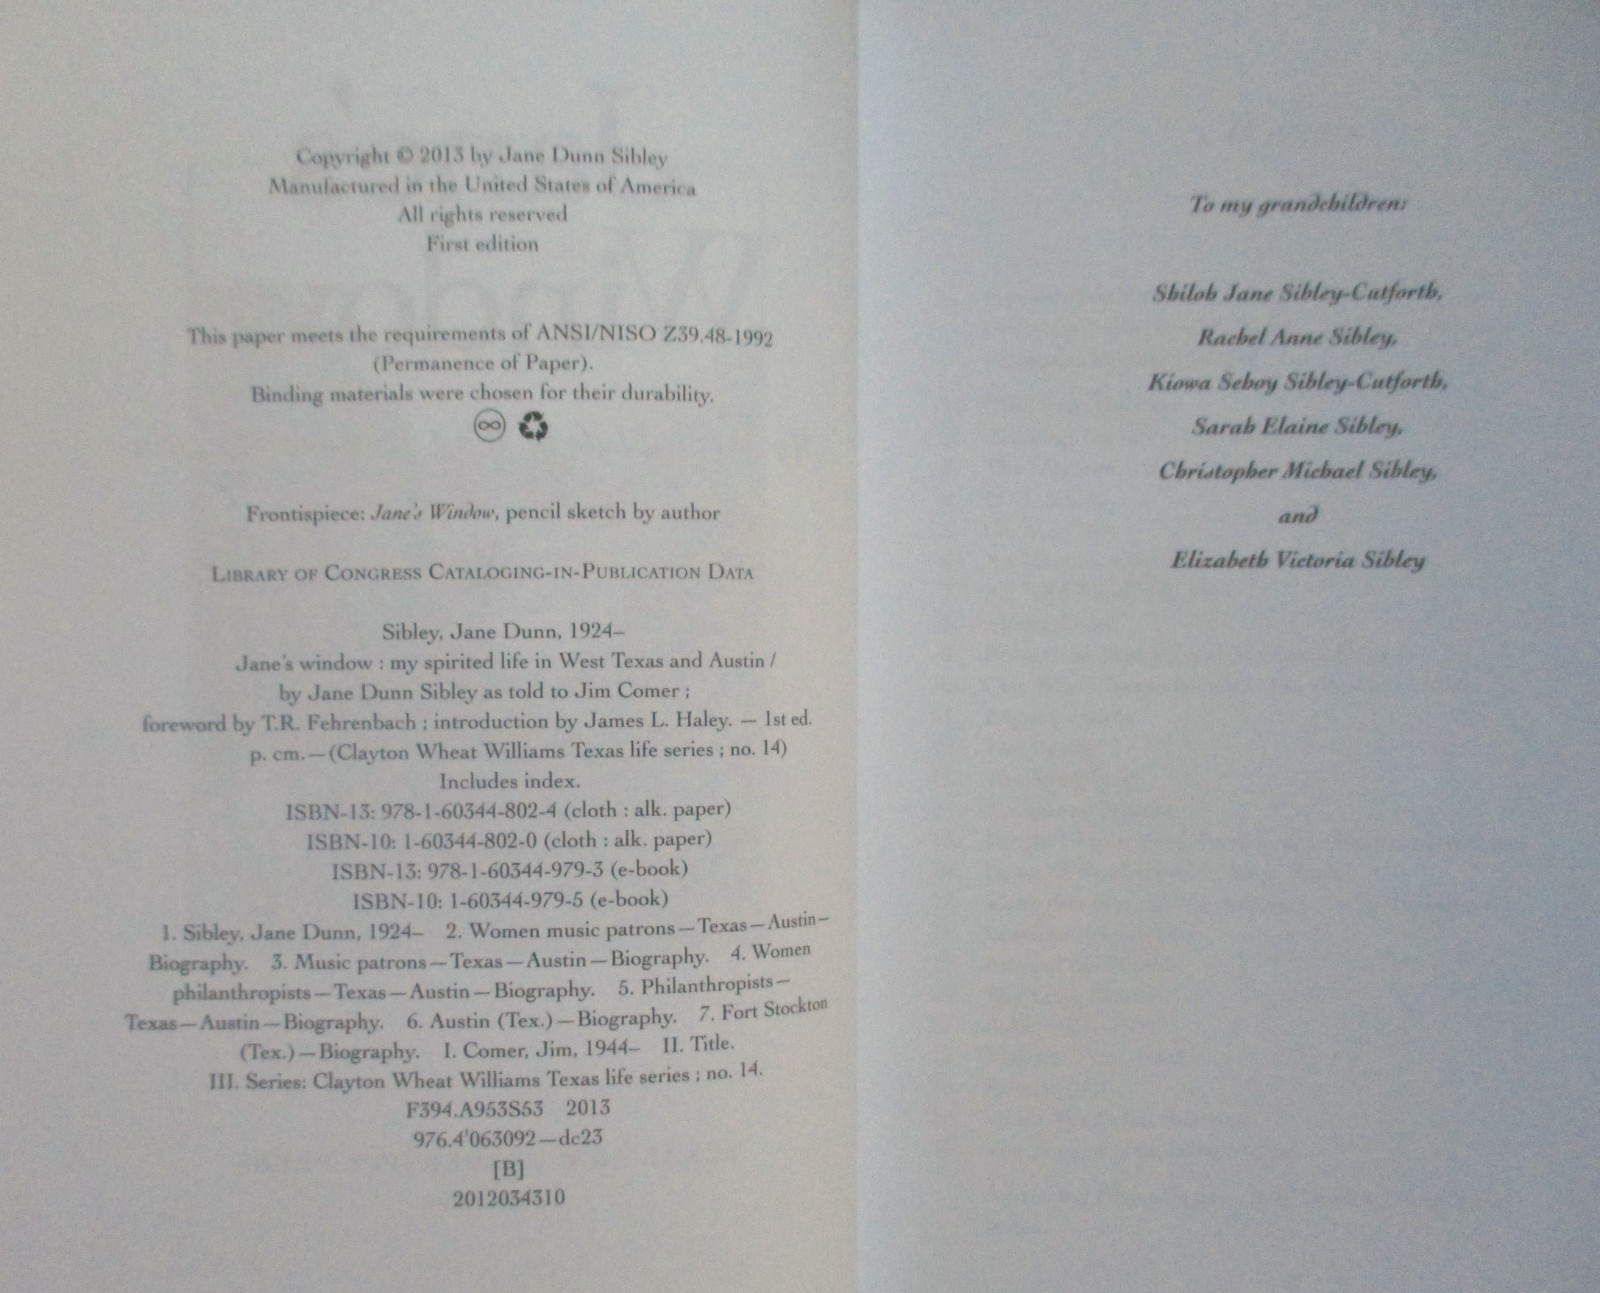 Copyright © 2013 by Jane Dunn Sibley
Manufactured in the United States of America
All rights reserved
First edition
This paper meets the requirements of ANSI/NISO Z39.48-1992
(Permanence of Paper).
Binding materials were chosen for their durability.
Frontispiece: Jane's Window, pencil sketch by author
LIBRARY OF CONGRESS CATALOGING-IN-PUBLICATION DATA
Sibley, Jane Dunn, 1924–
Jane's window : my spirited life in West Texas and Austin /
by Jane Dunn Sibley as told to Jim Comer ;
foreword by T.R. Fehrenbach ; introduction by James L. Haley. — 1st ed.
p. cm.—(Clayton Wheat Williams Texas life series ; no. 14)
Includes index.
ISBN-13: 978-1-60344-802-4 (cloth : alk. paper)
ISBN-10: 1-60344-802-0 (cloth : alk. paper)
ISBN-13: 978-1-60344-979-3 (e-book)
ISBN-10: 1-60344-979-5 (e-book)
1. Sibley, Jane Dunn, 1924– 2. Women music patrons—Texas—Austin—
Biography. 3. Music patrons—Texas—Austin—Biography. 4. Women
philanthropists—Texas—Austin—Biography. 5. Philanthropists—
Texas—Austin—Biography. 6. Austin (Tex.)—Biography. 7. Fort Stockton
(Tex.)—Biography. I. Comer, Jim, 1944– II. Title.
III. Series: Clayton Wheat Williams Texas life series ; no. 14.
F394.A953S53 2013
976.4'063092—dc23
[B]
2012034310
To my grandchildren:
Shiloh Jane Sibley-Cutforth,
Rachel Anne Sibley,
Kiowa Sehoy Sibley-Cutforth,
Sarah Elaine Sibley,
Christopher Michael Sibley,
and
Elizabeth Victoria Sibley